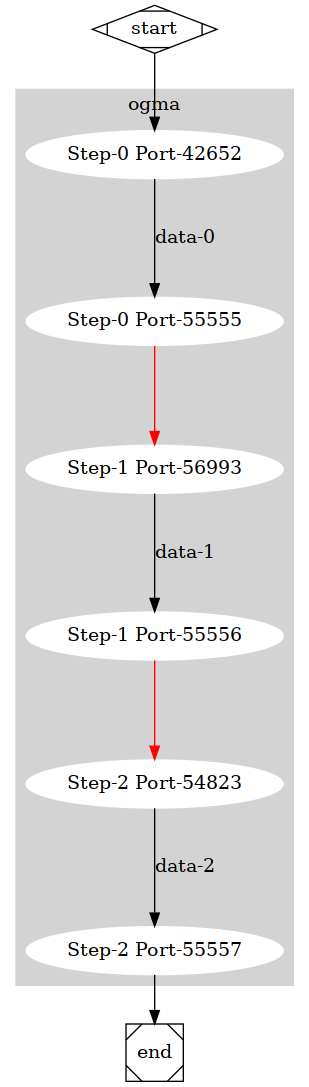 start
ogma
Step-0 Port-42652
data-0
Step-0 Port-55555
Step-1 Port-56993
data-1
Step-1 Port-55556
Step-2 Port-54823
data-2
Step-2 Port-55557
end